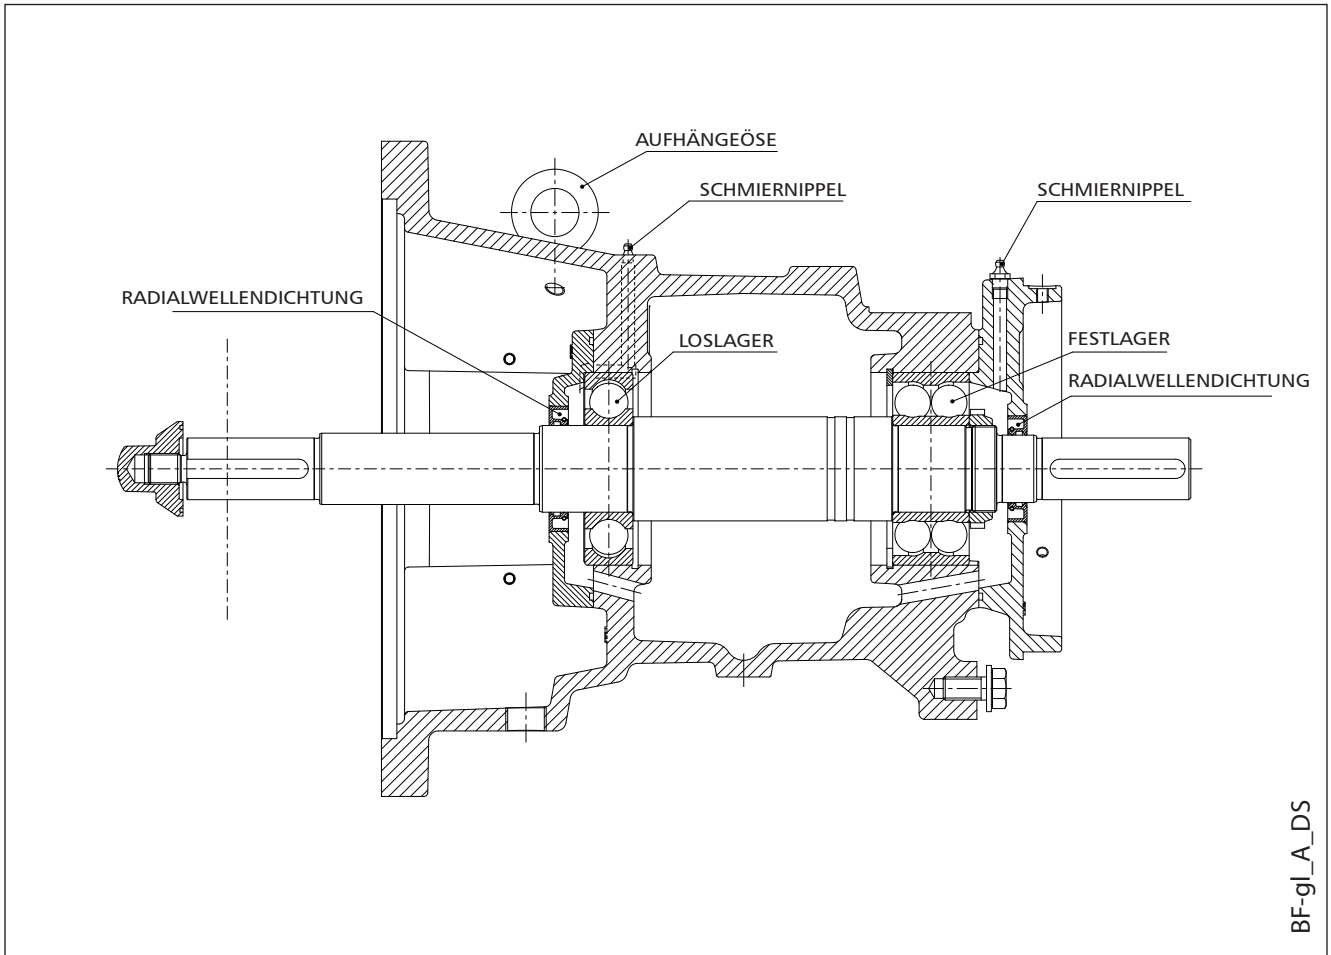 AUFHÄNGEÖSE
SCHMIERNIPPEL
SCHMIERNIPPEL
RADIALWELLENDICHTUNG
LOSLAGER
FESTLAGER
RADIALWELLENDICHTUNG
BF-gl_A_DS